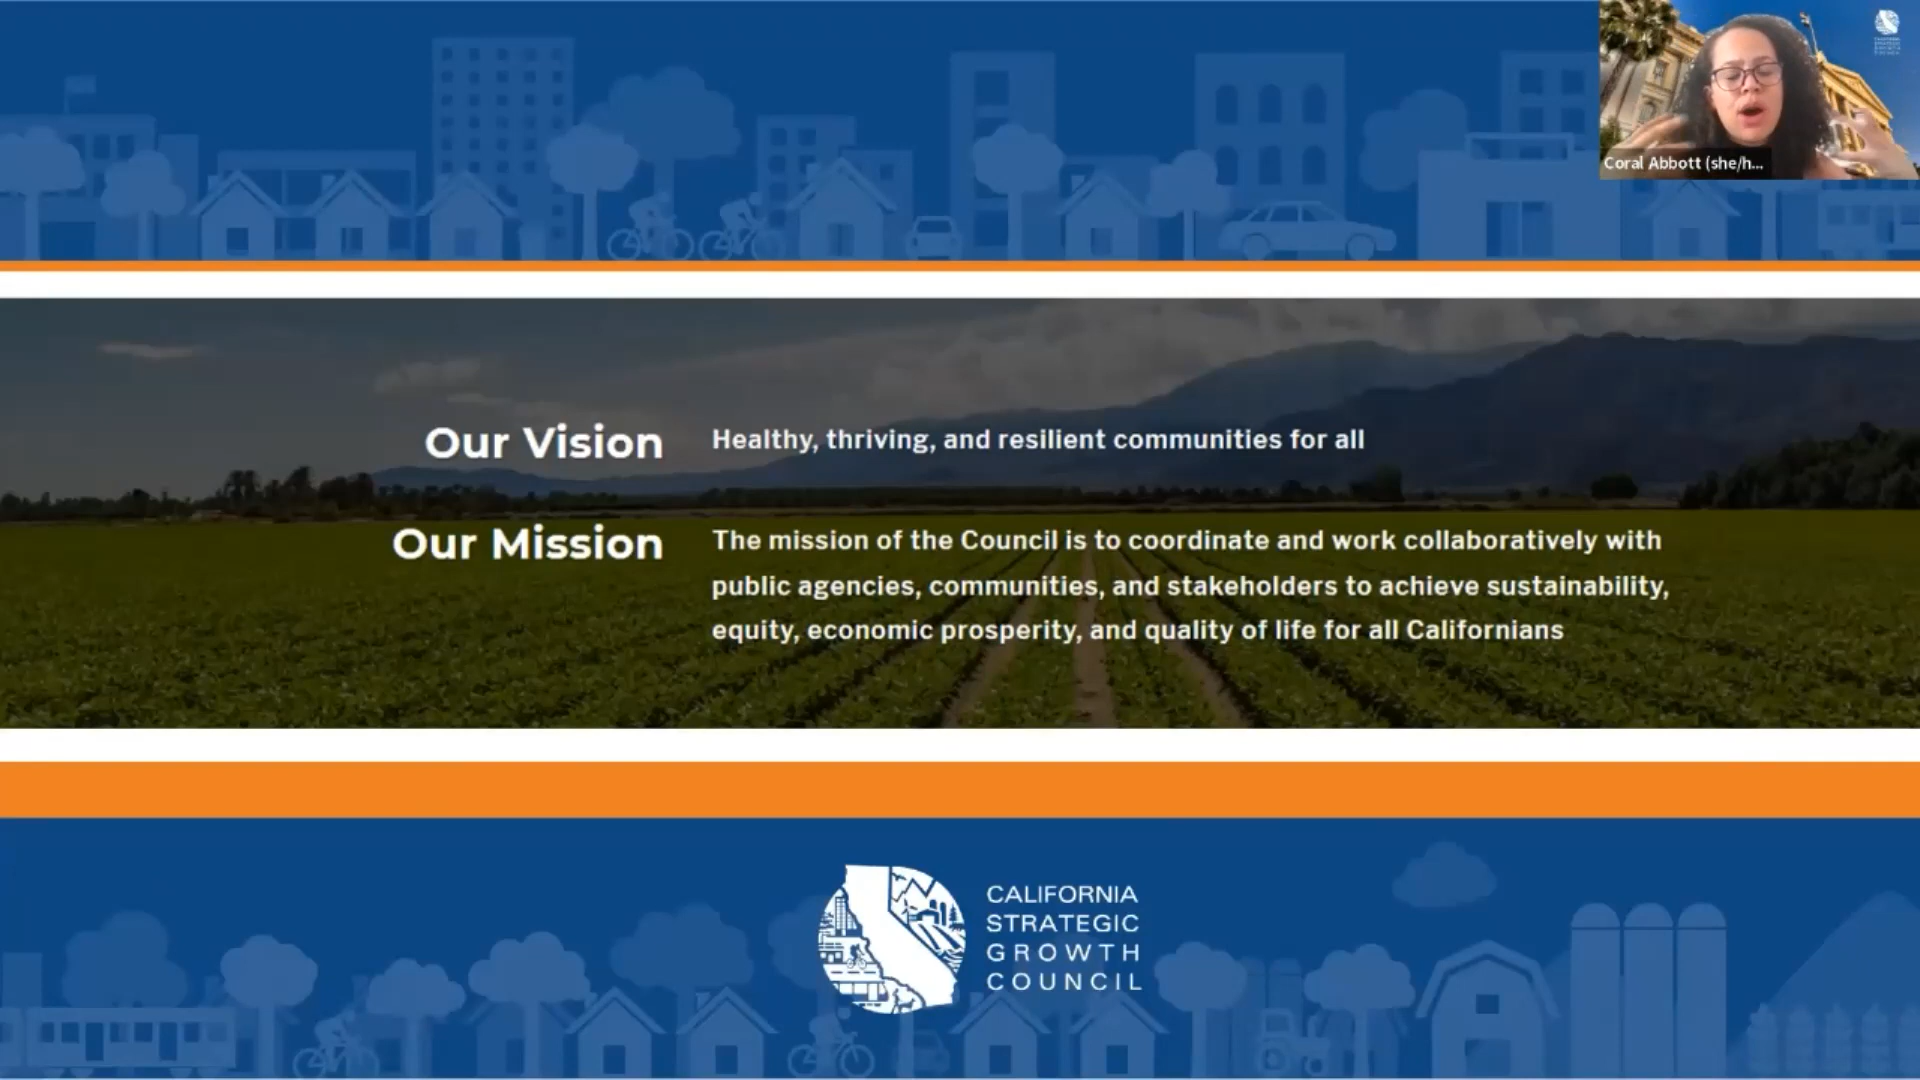 Coral Abbott (she/h...
Our Vision
Healthy, thriving, and resilient communities for all
Our Mission
The mission of the Council is to coordinate and work collaboratively with
public agencies, communities, and stakeholders to achieve sustainability,
equity, economic prosperity, and quality of life for all Californians
CALIFORNIA
STRATEGIC
GROWTH
COUNCIL